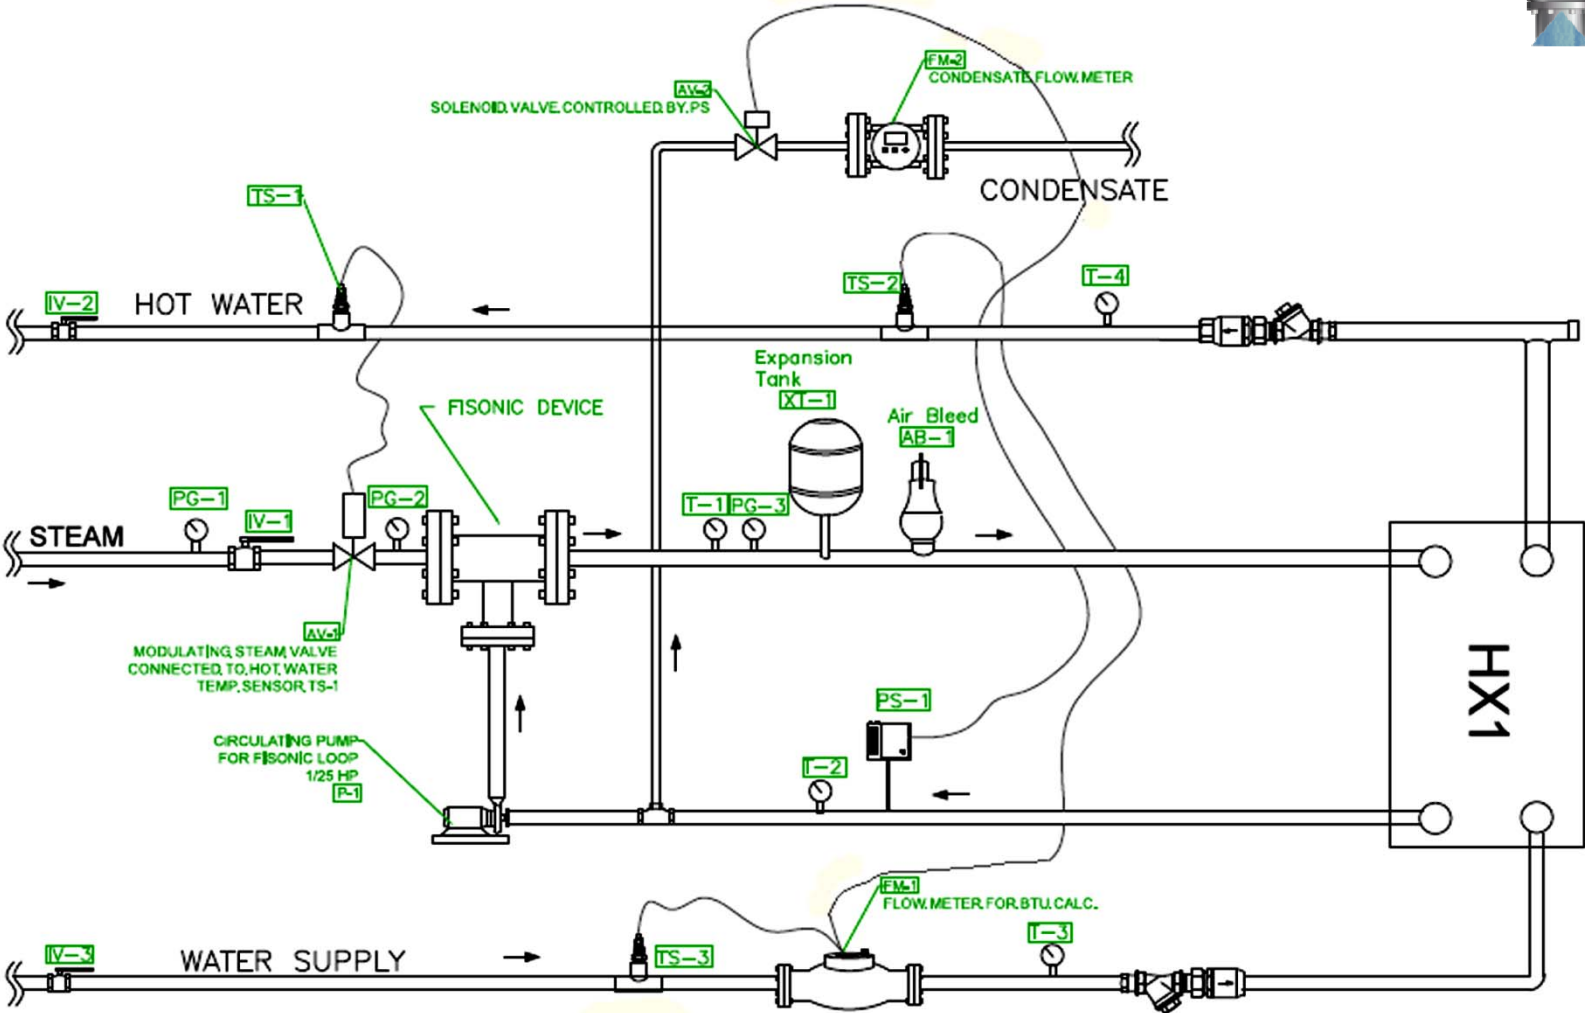 FM-2
CONDENSATE FLOW METER
AV-2
SOLENOID VALVE CONTROLLED BY PS
CONDENSATE
TS-1
TS-2
T-4
IV-2
HOT WATER
Expansion
Tank
XT-1
FISONIC DEVICE
Air Bleed
AB-1
PG-1
IV-1
PG-2
T-1
PG-3
STEAM
AV-1
MODULATING STEAM VALVE
CONNECTED TO HOT WATER
TEMP. SENSOR TS-1
HX1
PS-1
CIRCULATING PUMP
FOR FISONIC LOOP
1/25 HP
P-1
T-2
FM-1
FLOW METER FOR BTU CALC.
IV-3
WATER SUPPLY
TS-3
T-3